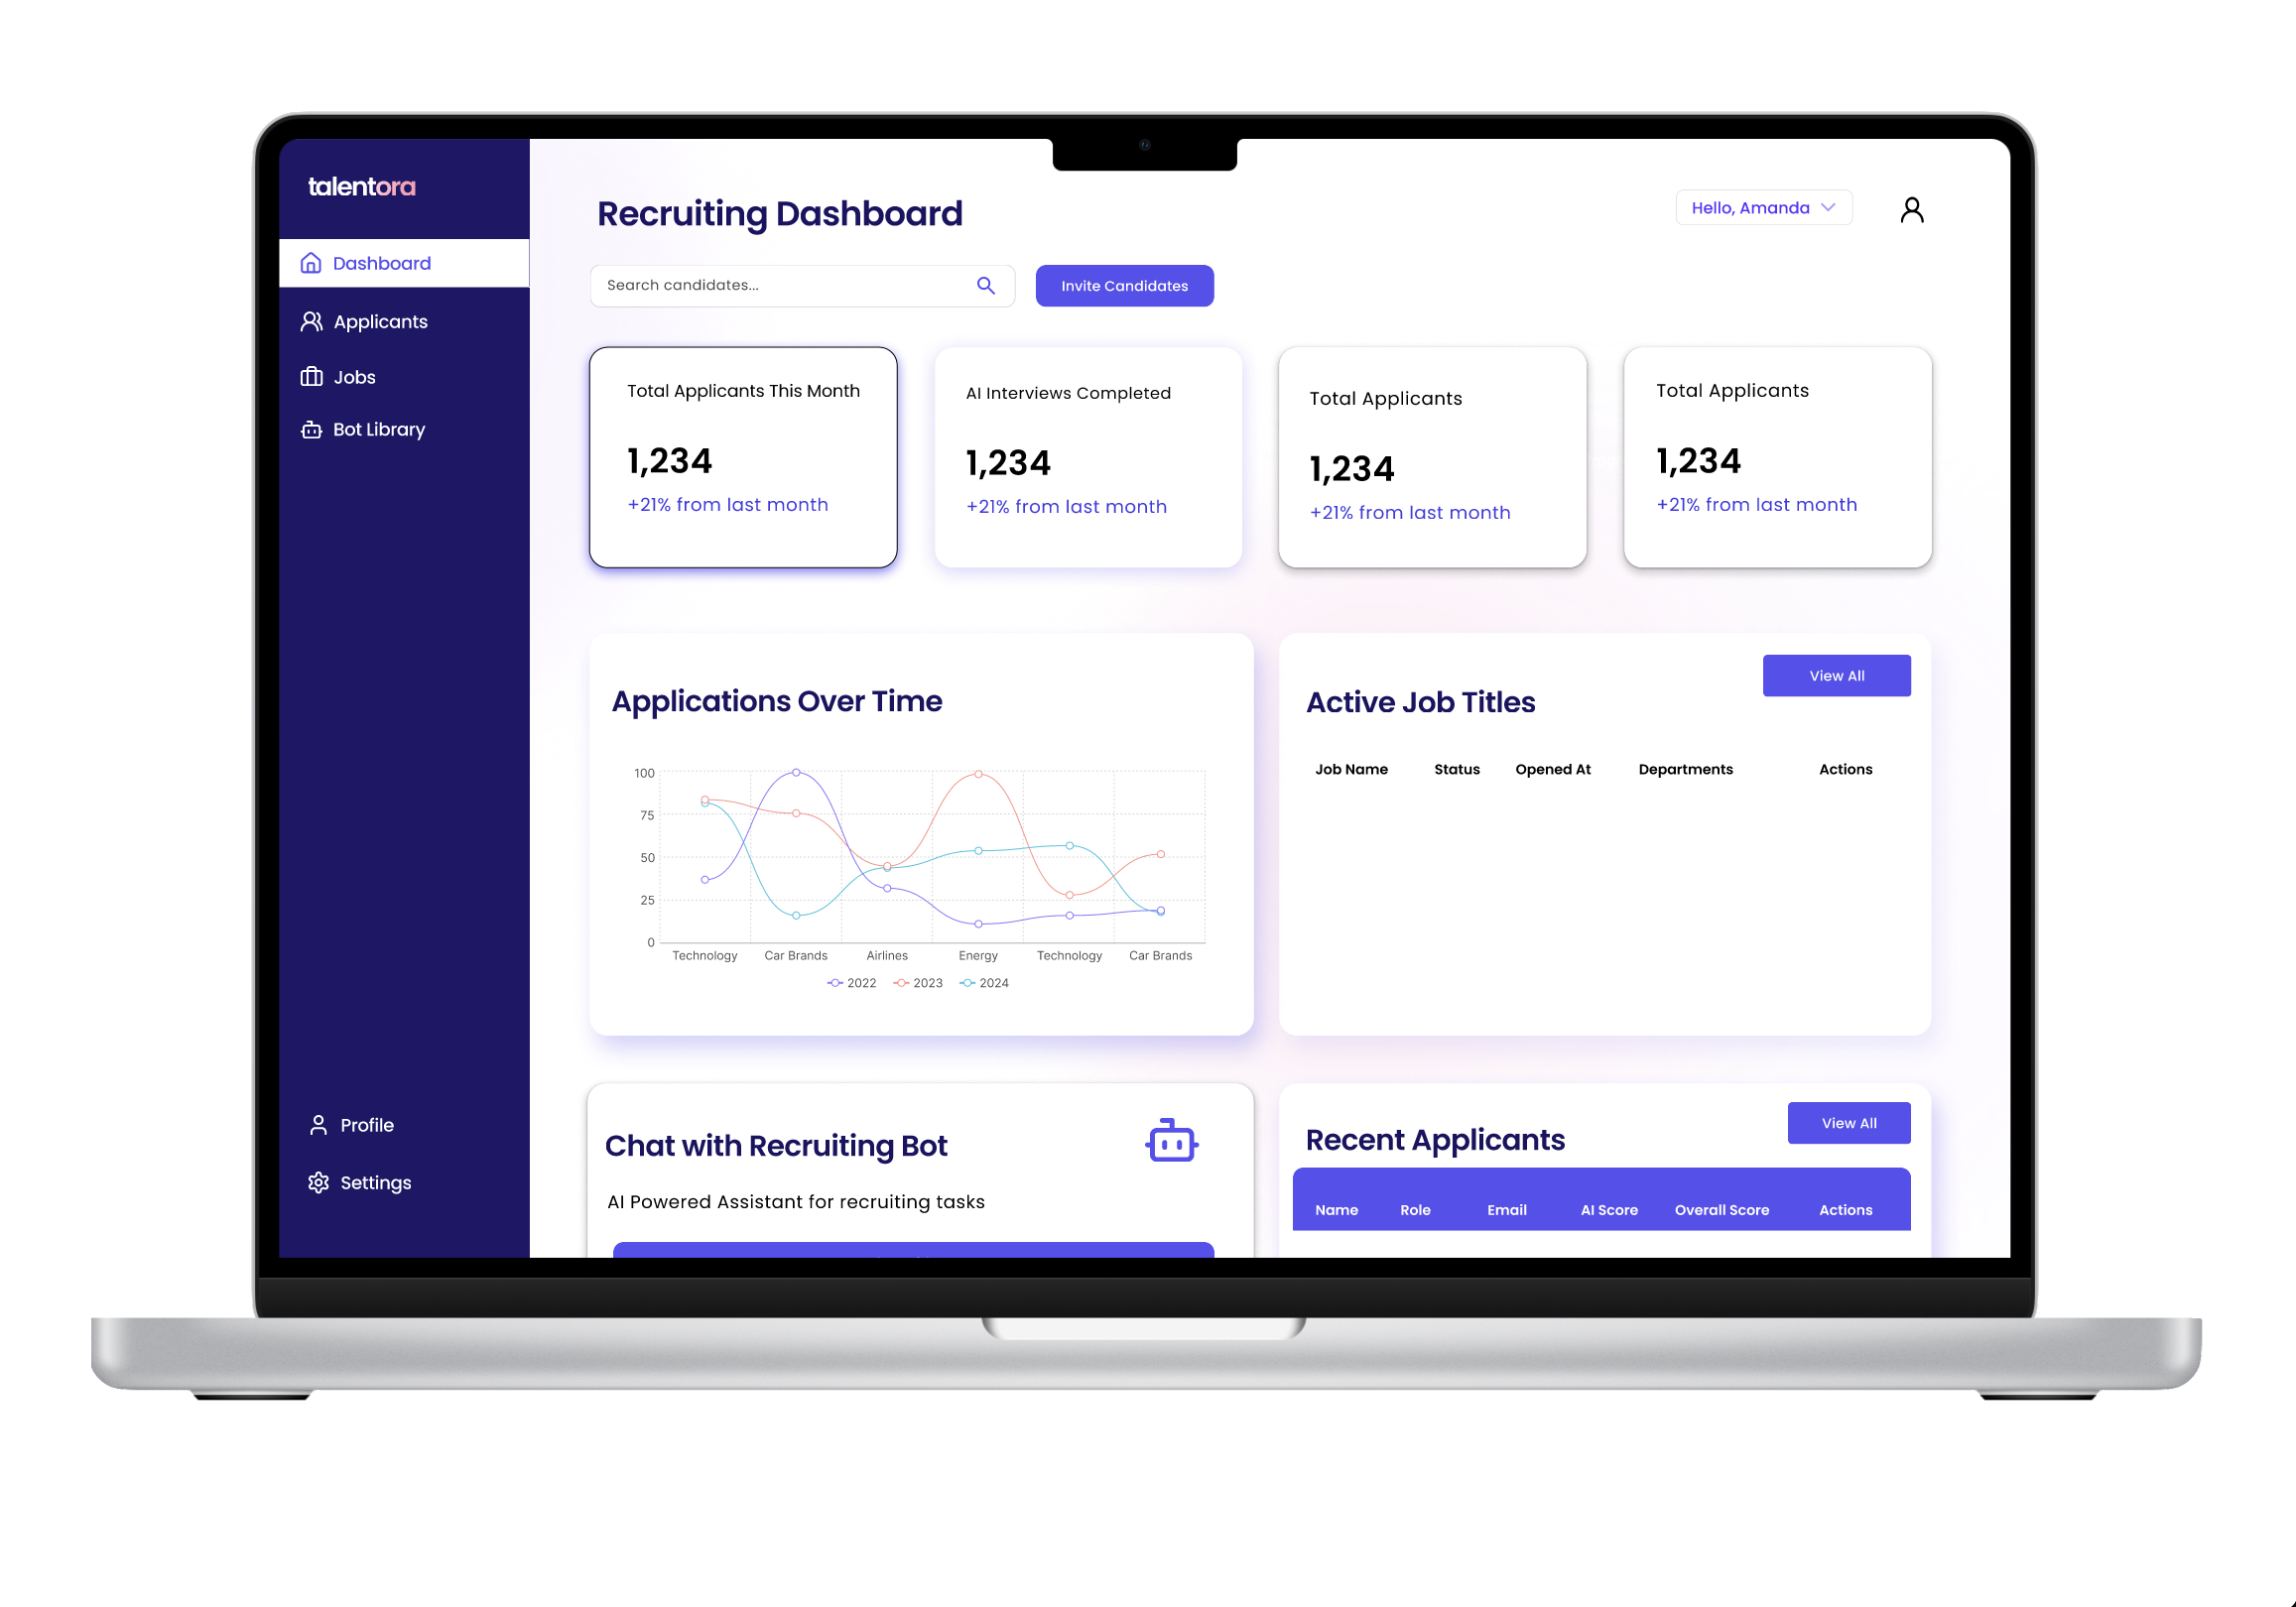 talentora
Dashboard
Applicants
Jobs
Bot Library
Profile
Settings
Recruiting Dashboard
Hello, Amanda
Search candidates...
Invite Candidates
Total Applicants This Month
1,234
+21% from last month
AI Interviews Completed
1,234
+21% from last month
Total Applicants
1,234
+21% from last month
Total Applicants
1,234
+21% from last month
Applications Over Time
100
75
50
25
0
Technology Car Brands Airlines Energy Technology Car Brands
2022 2023 2024
Active Job Titles
View All
Job Name Status Opened At Departments Actions
Chat with Recruiting Bot
AI Powered Assistant for recruiting tasks
Recent Applicants
View All
Name Role Email AI Score Overall Score Actions